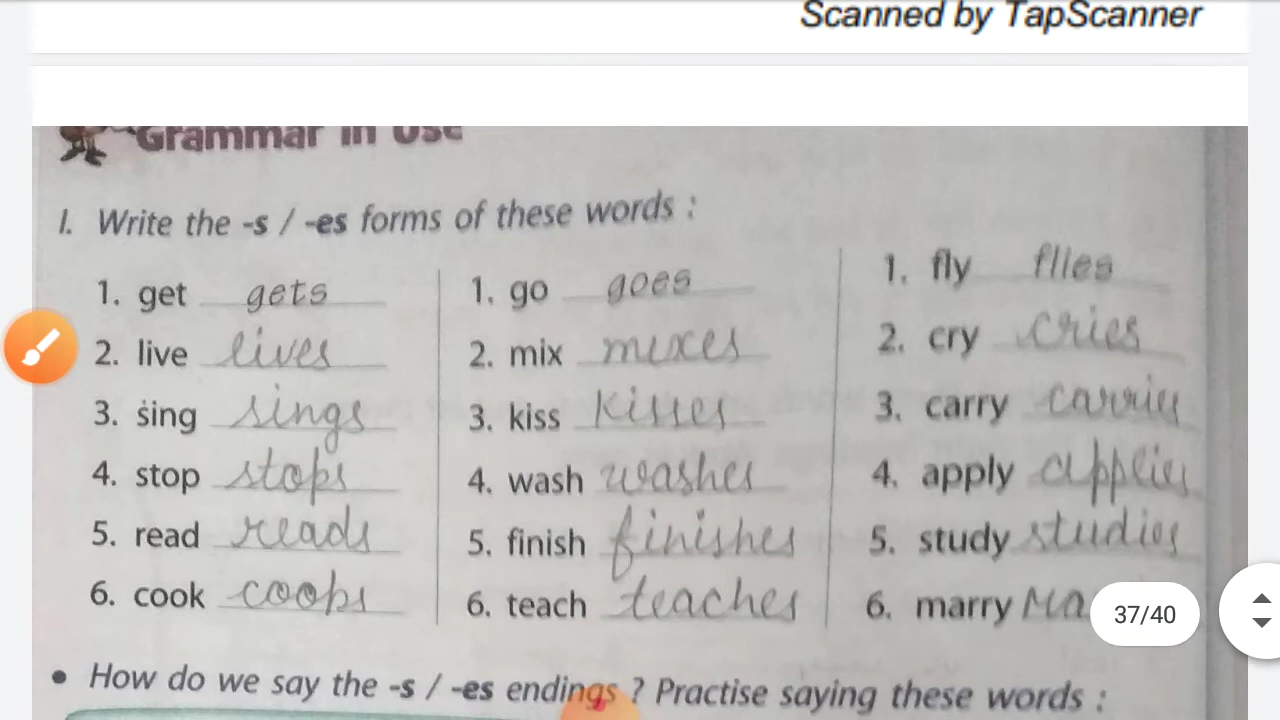 Scanned by TapScanner
Grammar in Use
I. Write the -s / -es forms of these words :
1. get gets
2. live lives
3. sing sings
4. stop stops
5. read reads
6. cook cooks
1. go goes
2. mix mixes
3. kiss kisses
4. wash washes
5. finish finishes
6. teach teaches
1. fly flies
2. cry cries
3. carry carries
4. apply applies
5. study studies
6. marry Ma
37/40
• How do we say the -s / -es endings ? Practise saying these words :